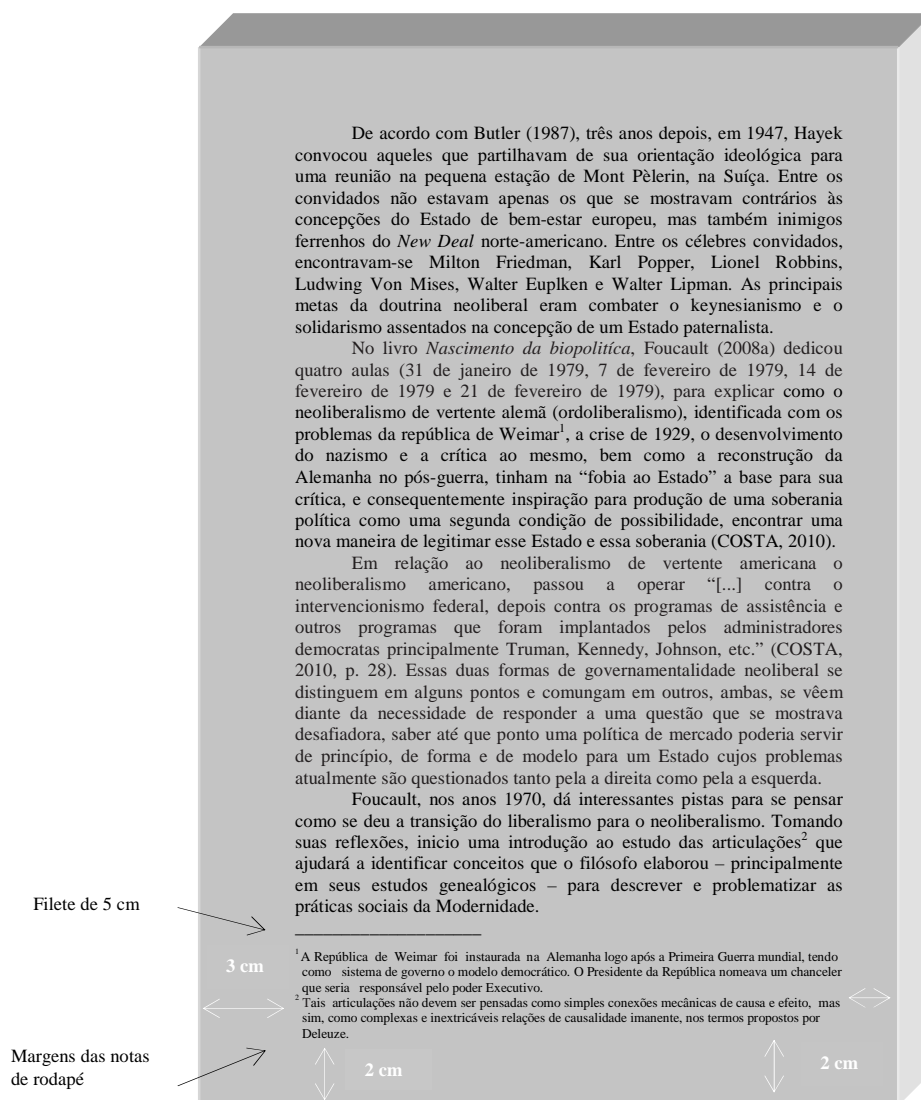 De acordo com Butler (1987), três anos depois, em 1947, Hayek
convocou aqueles que partilhavam de sua orientação ideológica para
uma reunião na pequena estação de Mont Pèlerin, na Suíça. Entre os
convidados não estavam apenas os que se mostravam contrários às
concepções do Estado de bem-estar europeu, mas também inimigos
ferrenhos do New Deal norte-americano. Entre os célebres convidados,
encontravam-se Milton Friedman, Karl Popper, Lionel Robbins,
Ludwing Von Mises, Walter Euplken e Walter Lipman. As principais
metas da doutrina neoliberal eram combater o keynesianismo e o
solidarismo assentados na concepção de um Estado paternalista.
No livro Nascimento da biopolitíca, Foucault (2008a) dedicou
quatro aulas (31 de janeiro de 1979, 7 de fevereiro de 1979, 14 de
fevereiro de 1979 e 21 de fevereiro de 1979), para explicar como o
neoliberalismo de vertente alemã (ordoliberalismo), identificada com os
problemas da república de Weimar¹, a crise de 1929, o desenvolvimento
do nazismo e a crítica ao mesmo, bem como a reconstrução da
Alemanha no pós-guerra, tinham na “fobia ao Estado” a base para sua
crítica, e consequentemente inspiração para produção de uma soberania
política como uma segunda condição de possibilidade, encontrar uma
nova maneira de legitimar esse Estado e essa soberania (COSTA, 2010).
Em relação ao neoliberalismo de vertente americana o
neoliberalismo americano, passou a operar “[...] contra o
intervencionismo federal, depois contra os programas de assistência e
outros programas que foram implantados pelos administradores
democratas principalmente Truman, Kennedy, Johnson, etc.” (COSTA,
2010, p. 28). Essas duas formas de governamentalidade neoliberal se
distinguem em alguns pontos e comungam em outros, ambas, se vêem
diante da necessidade de responder a uma questão que se mostrava
desafiadora, saber até que ponto uma política de mercado poderia servir
de princípio, de forma e de modelo para um Estado cujos problemas
atualmente são questionados tanto pela a direita como pela a esquerda.
Foucault, nos anos 1970, dá interessantes pistas para se pensar
como se deu a transição do liberalismo para o neoliberalismo. Tomando
suas reflexões, inicio uma introdução ao estudo das articulações² que
ajudará a identificar conceitos que o filósofo elaborou – principalmente
em seus estudos genealógicos – para descrever e problematizar as
práticas sociais da Modernidade.
Filete de 5 cm
¹ A República de Weimar foi instaurada na Alemanha logo após a Primeira Guerra mundial, tendo
como sistema de governo o modelo democrático. O Presidente da República nomeava um chanceler
que seria responsável pelo poder Executivo.
² Tais articulações não devem ser pensadas como simples conexões mecânicas de causa e efeito, mas
sim, como complexas e inextricáveis relações de causalidade imanente, nos termos propostos por
Deleuze.
3 cm
Margens das notas
de rodapé
2 cm
2 cm